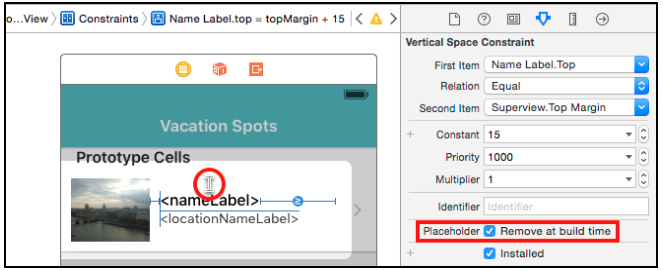 o...View 〉 Constraints 〉 Name Label.top = topMargin + 15 < >
Vertical Space Constraint
First Item Name Label.Top
Relation Equal
Second Item Superview.Top Margin
+ Constant 15
Priority 1000
Multiplier 1
Identifier Identifier
Placeholder Remove at build time
+ Installed
Vacation Spots
Prototype Cells
<nameLabel>
<locationNameLabel>